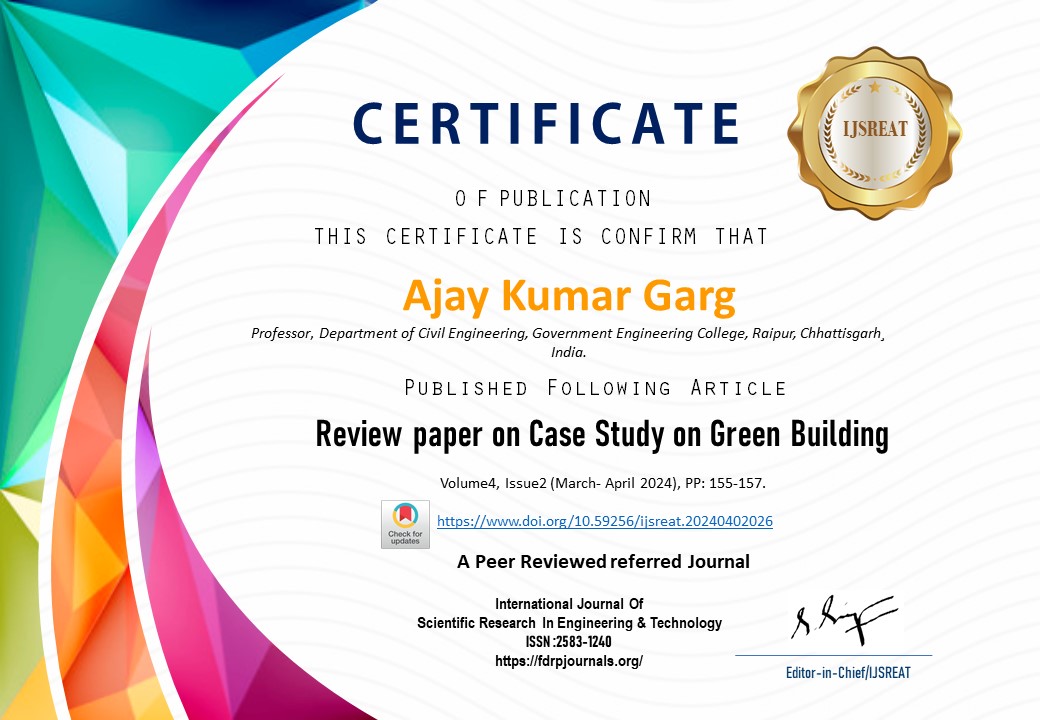 CERTIFICATE
IJSREAT
O F PUBLICATION
THIS CERTIFICATE IS CONFIRM THAT
Ajay Kumar Garg
Professor, Department of Civil Engineering, Government Engineering College, Raipur, Chhattisgarh¸
India.
PUBLISHED FOLLOWING ARTICLE
Review paper on Case Study on Green Building
Volume4, Issue2 (March- April 2024), PP: 155-157.
Check for
updates
https://www.doi.org/10.59256/ijsreat.20240402026
A Peer Reviewed referred Journal
International Journal Of
Scientific Research In Engineering & Technology
ISSN :2583-1240
https://fdrpjournals.org/
Editor-in-Chief/IJSREAT